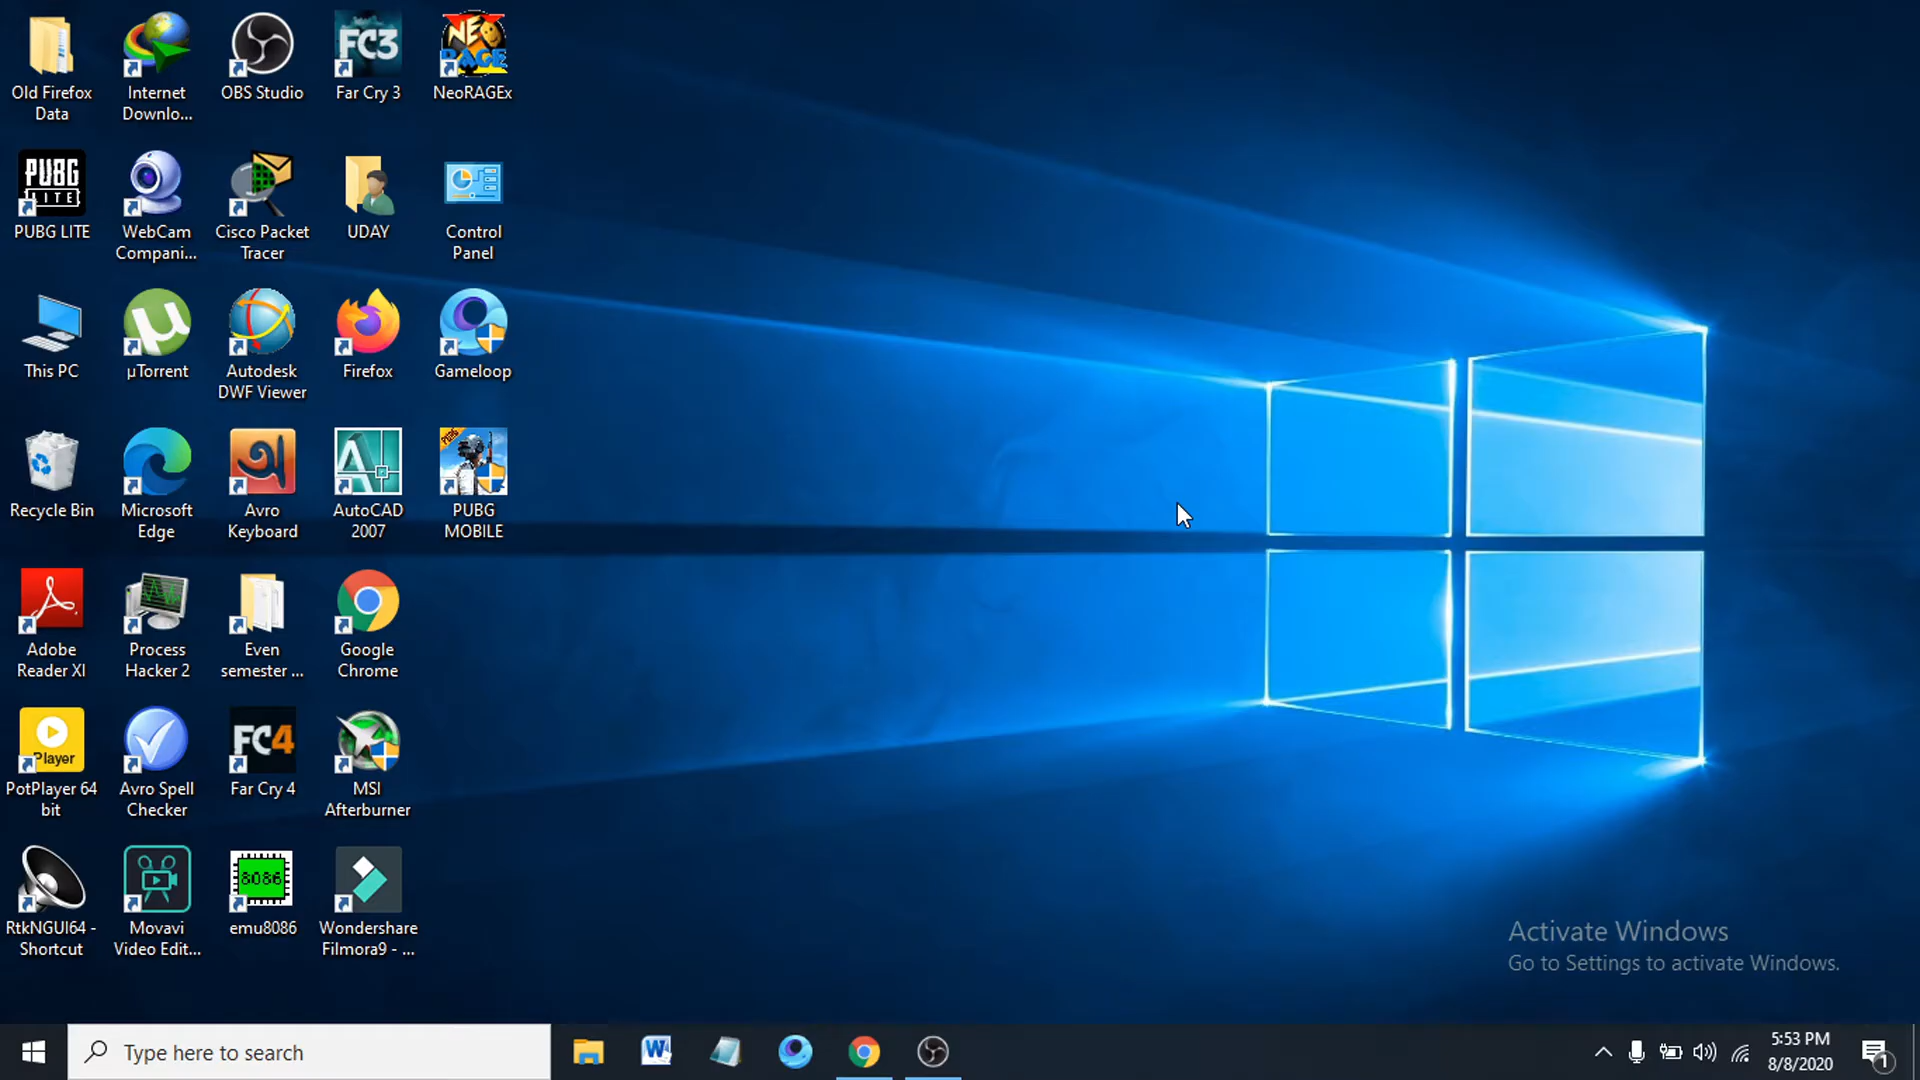 Old Firefox
Data
Internet
Downlo...
OBS Studio
FC3
Far Cry 3
NEO
RAGE
NeoRAGEx
PUBG
LITE
PUBG LITE
WebCam
Compani...
Cisco Packet
Tracer
UDAY
Control
Panel
This PC
µ
µTorrent
Autodesk
DWF Viewer
Firefox
Gameloop
Recycle Bin
Microsoft
Edge
অ
Avro
Keyboard
A
AutoCAD
2007
PUBG
PUBG
MOBILE
Adobe
Reader XI
Process
Hacker 2
Even
semester ...
Google
Chrome
Player
PotPlayer 64
bit
Avro Spell
Checker
FC4
Far Cry 4
MSI
Afterburner
RtkNGUI64 -
Shortcut
Movavi
Video Edit...
8086
emu8086
Wondershare
Filmora9 - ...
Activate Windows
Go to Settings to activate Windows.
Type here to search
W
5:53 PM
8/8/2020
1